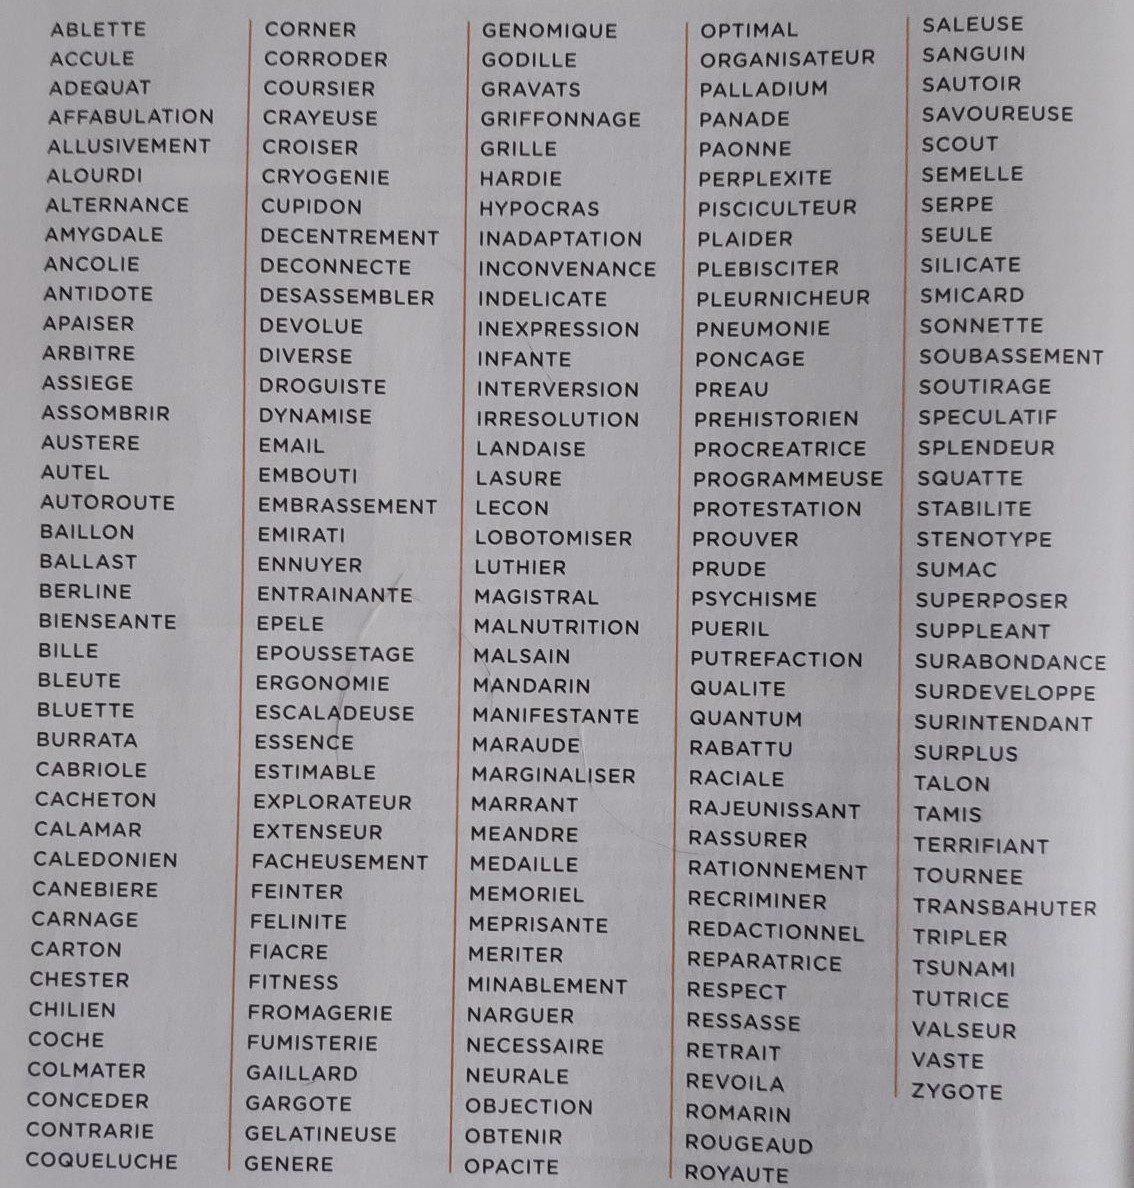 ABLETTE
ACCULE
ADEQUAT
AFFABULATION
ALLUSIVEMENT
ALOURDI
ALTERNANCE
AMYGDALE
ANCOLIE
ANTIDOTE
APAISER
ARBITRE
ASSIEGE
ASSOMBRIR
AUSTERE
AUTEL
AUTOROUTE
BAILLON
BALLAST
BERLINE
BIENSEANTE
BILLE
BLEUTE
BLUETTE
BURRATA
CABRIOLE
CACHETON
CALAMAR
CALEDONIEN
CANEBIERE
CARNAGE
CARTON
CHESTER
CHILIEN
COCHE
COLMATER
CONCEDER
CONTRARIE
COQUELUCHE
CORNER
CORRODER
COURSIER
CRAYEUSE
CROISER
CRYOGENIE
CUPIDON
DECENTREMENT
DECONNECTE
DESASSEMBLER
DEVOLUE
DIVERSE
DROGUISTE
DYNAMISE
EMAIL
EMBOUTI
EMBRASSEMENT
EMIRATI
ENNUYER
ENTRAINANTE
EPELE
EPOUSSETAGE
ERGONOMIE
ESCALADEUSE
ESSENCE
ESTIMABLE
EXPLORATEUR
EXTENSEUR
FACHEUSEMENT
FEINTER
FELINITE
FIACRE
FITNESS
FROMAGERIE
FUMISTERIE
GAILLARD
GARGOTE
GELATINEUSE
GENERE
GENOMIQUE
GODILLE
GRAVATS
GRIFFONNAGE
GRILLE
HARDIE
HYPOCRAS
INADAPTATION
INCONVENANCE
INDELICATE
INEXPRESSION
INFANTE
INTERVERSION
IRRESOLUTION
LANDAISE
LASURE
LECON
LOBOTOMISER
LUTHIER
MAGISTRAL
MALNUTRITION
MALSAIN
MANDARIN
MANIFESTANTE
MARAUDE
MARGINALISER
MARRANT
MEANDRE
MEDAILLE
MEMORIEL
MEPRISANTE
MERITER
MINABLEMENT
NARGUER
NECESSAIRE
NEURALE
OBJECTION
OBTENIR
OPACITE
OPTIMAL
ORGANISATEUR
PALLADIUM
PANADE
PAONNE
PERPLEXITE
PISCICULTEUR
PLAIDER
PLEBISCITER
PLEURNICHEUR
PNEUMONIE
PONCAGE
PREAU
PREHISTORIEN
PROCREATRICE
PROGRAMMEUSE
PROTESTATION
PROUVER
PRUDE
PSYCHISME
PUERIL
PUTREFACTION
QUALITE
QUANTUM
RABATTU
RACIALE
RAJEUNISSANT
RASSURER
RATIONNEMENT
RECRIMINER
REDACTIONNEL
REPARATRICE
RESPECT
RESSASSE
RETRAIT
REVOILA
ROMARIN
ROUGEAUD
ROYAUTE
SALEUSE
SANGUIN
SAUTOIR
SAVOUREUSE
SCOUT
SEMELLE
SERPE
SEULE
SILICATE
SMICARD
SONNETTE
SOUBASSEMENT
SOUTIRAGE
SPECULATIF
SPLENDEUR
SQUATTE
STABILITE
STENOTYPE
SUMAC
SUPERPOSER
SUPPLEANT
SURABONDANCE
SURDEVELOPPE
SURINTENDANT
SURPLUS
TALON
TAMIS
TERRIFIANT
TOURNEE
TRANSBAHUTER
TRIPLER
TSUNAMI
TUTRICE
VALSEUR
VASTE
ZYGOTE